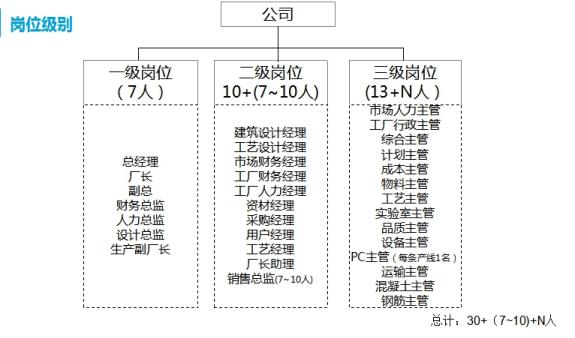 岗位级别
公司
一级岗位
（7人）
总经理
厂长
副总
财务总监
人力总监
设计总监
生产副厂长
二级岗位
10+(7~10人)
建筑设计经理
工艺设计经理
市场财务经理
工厂财务经理
工厂人力经理
资材经理
采购经理
用户经理
工艺经理
厂长助理
销售总监(7~10人)
三级岗位
(13+N人）
市场人力主管
工厂行政主管
综合主管
计划主管
成本主管
物料主管
工艺主管
实验室主管
品质主管
设备主管
PC主管（每条产线1名）
运输主管
混凝土主管
钢筋主管
总计：30+（7~10)+N人